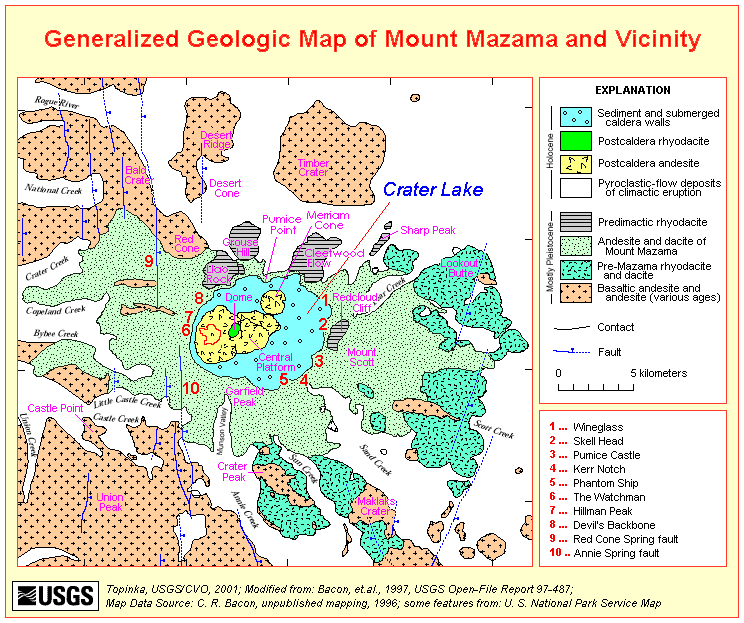 Generalized Geologic Map of Mount Mazama and Vicinity
Rogue River
Desert
Ridge
Timber
Crater
Bald
Crater
National Creek
Desert
Cone
Crater Lake
Pumice
Point
Merriam
Cone
Sharp Peak
Red
Cone
Grouse
Hill
Cleetwood
Flow
Lookout
Butte
Crater Creek
9
Llao
Rock
8
Dome
1
Redcloud
Cliff
Copeland Creek
7
6
2
Bybee Creek
Central
Platform
3
Mount
Scott
10
5
4
Garfield
Peak
Castle Point
Little Castle Creek
Castle Creek
Union Creek
Munson Valley
Scott Creek
Sand Creek
Sun Creek
Crater
Peak
Union
Peak
Annie Creek
Maklaks
Crater
EXPLANATION
Holocene
Sediment and submerged
caldera walls
Postcaldera rhyodacite
Postcaldera andesite
Pyroclastic-flow deposits
of climactic eruption
Mostly Pleistocene
Predimactic rhyodacite
Andesite and dacite of
Mount Mazama
Pre-Mazama rhyodacite
and dacite
Basaltic andesite and
andesite (various ages)
Contact
Fault
0 5 kilometers
1 ... Wineglass
2 ... Skell Head
3 ... Pumice Castle
4 ... Kerr Notch
5 ... Phantom Ship
6 ... The Watchman
7 ... Hillman Peak
8 ... Devil's Backbone
9 ... Red Cone Spring fault
10 .. Annie Spring fault
USGS
Topinka, USGS/CVO, 2001; Modified from: Bacon, et.al., 1997, USGS Open-File Report 97-487;
Map Data Source: C. R. Bacon, unpublished mapping, 1996; some features from: U. S. National Park Service Map